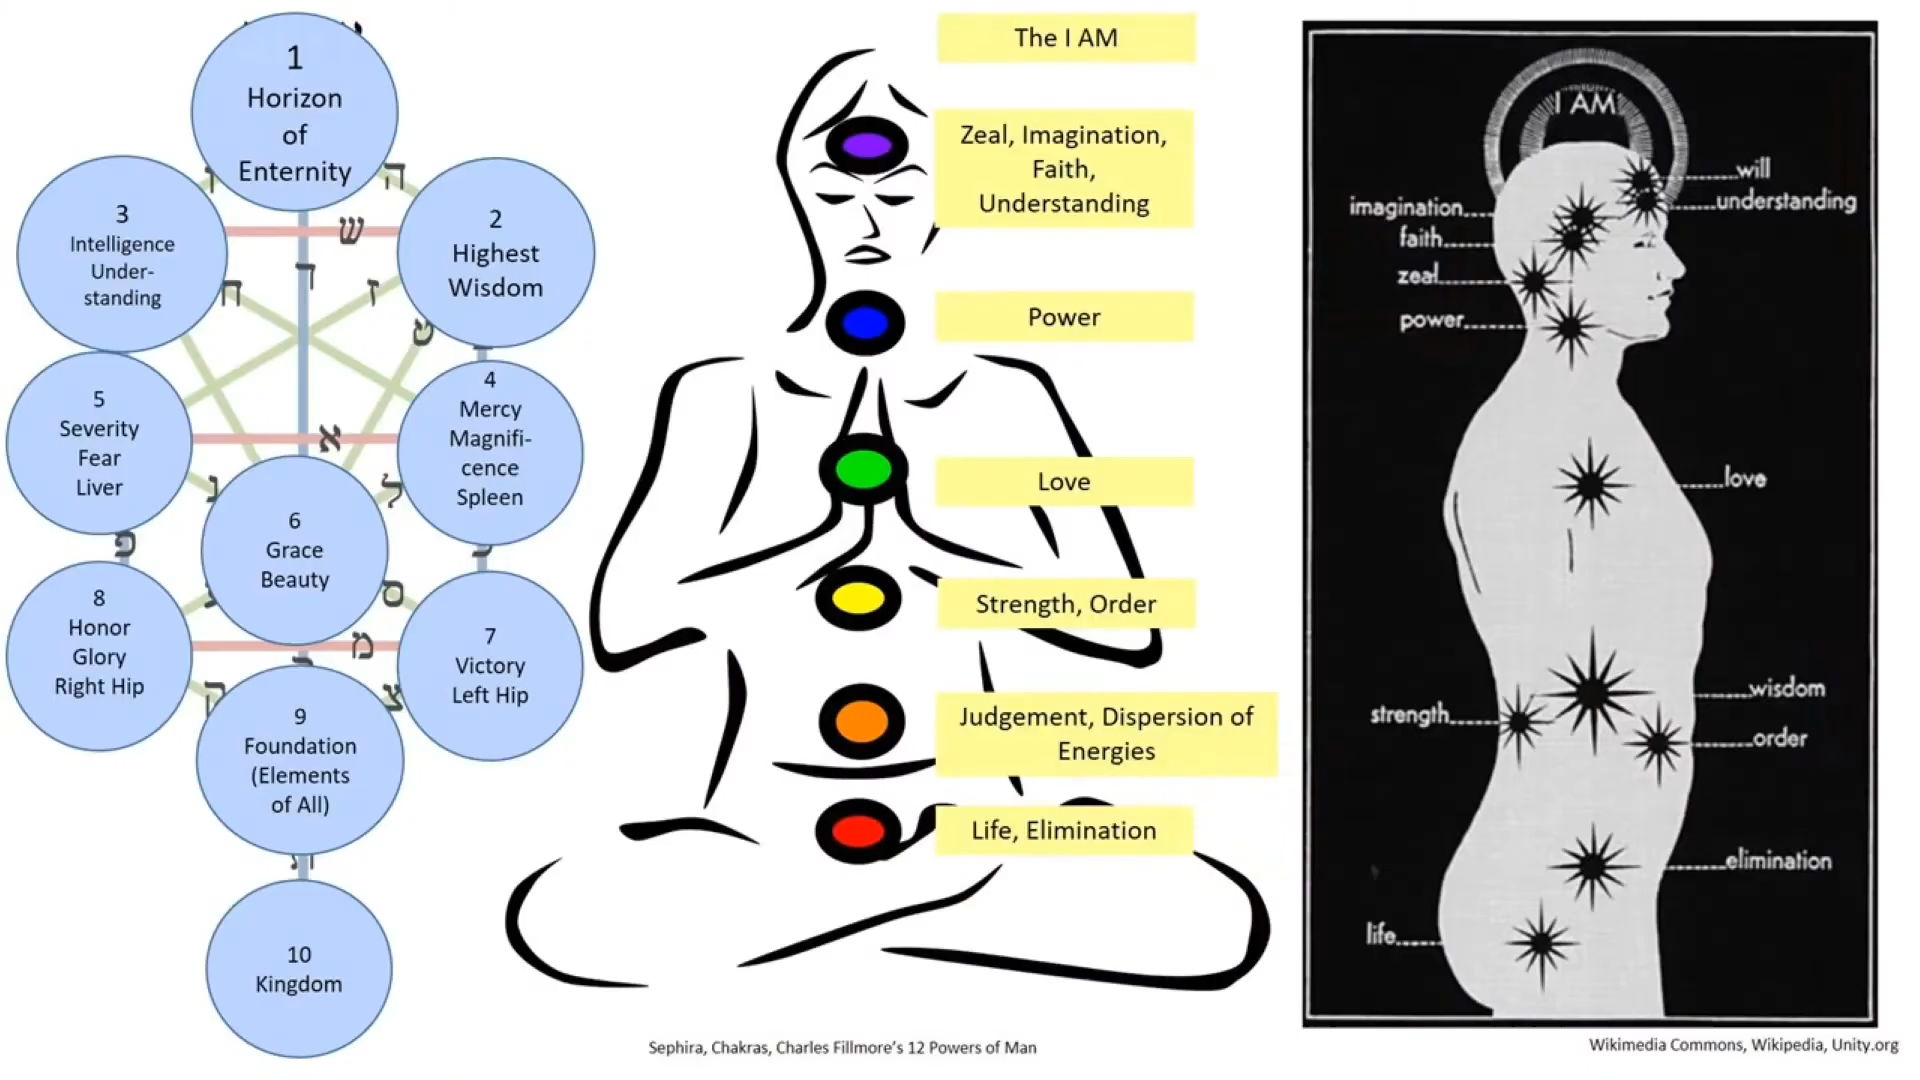 1
Horizon
of
Enternity
3
Intelligence
Under-
standing
2
Highest
Wisdom
5
Severity
Fear
Liver
4
Mercy
Magnifi-
cence
Spleen
6
Grace
Beauty
8
Honor
Glory
Right Hip
7
Victory
Left Hip
9
Foundation
(Elements
of All)
10
Kingdom
ה
ש
ד
ז
ח
ט
א
ג
ל
ס
מ
צ
ק
The I AM
Zeal, Imagination,
Faith,
Understanding
Power
Love
Strength, Order
Judgement, Dispersion of
Energies
Life, Elimination
I AM
will
understanding
imagination
faith
zeal
power
love
wisdom
strength
order
elimination
life
Sephira, Chakras, Charles Fillmore's 12 Powers of Man
Wikimedia Commons, Wikipedia, Unity.org